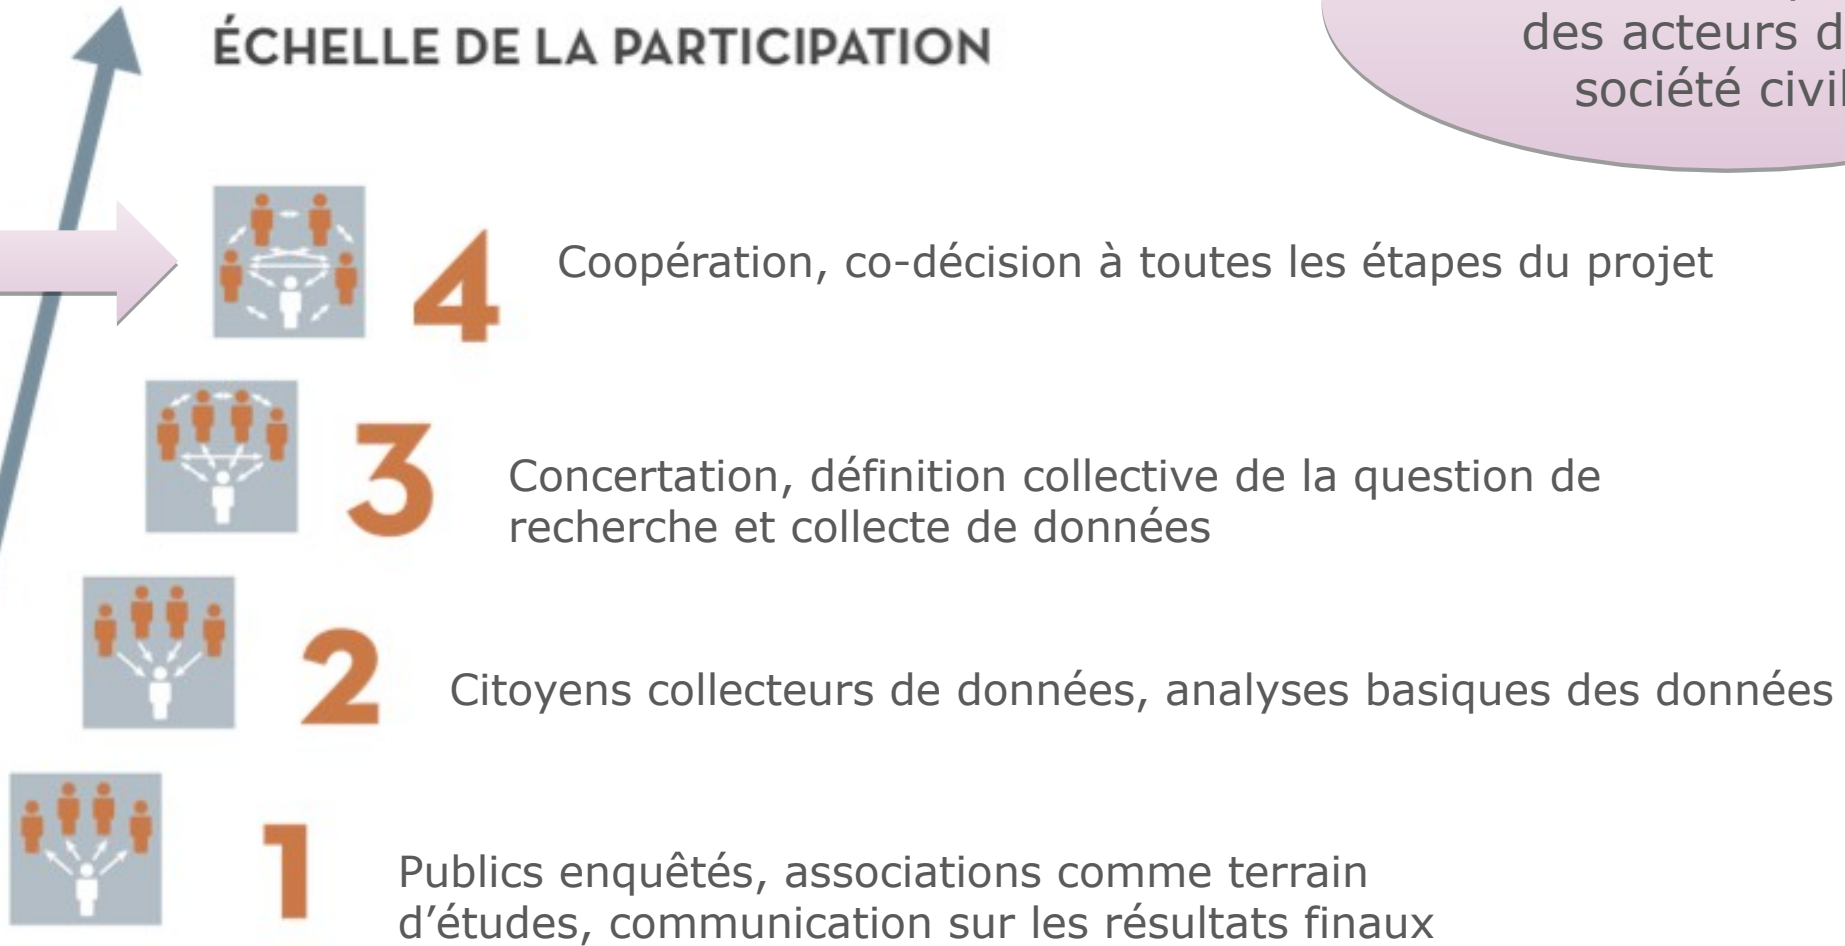 ÉCHELLE DE LA PARTICIPATION
des acteurs
société
4
Coopération, co-décision à toutes les étapes du projet
3
Concertation, définition collective de la question de
recherche et collecte de données
2
Citoyens collecteurs de données, analyses basiques des données
1
Publics enquêtés, associations comme terrain
d’études, communication sur les résultats finaux